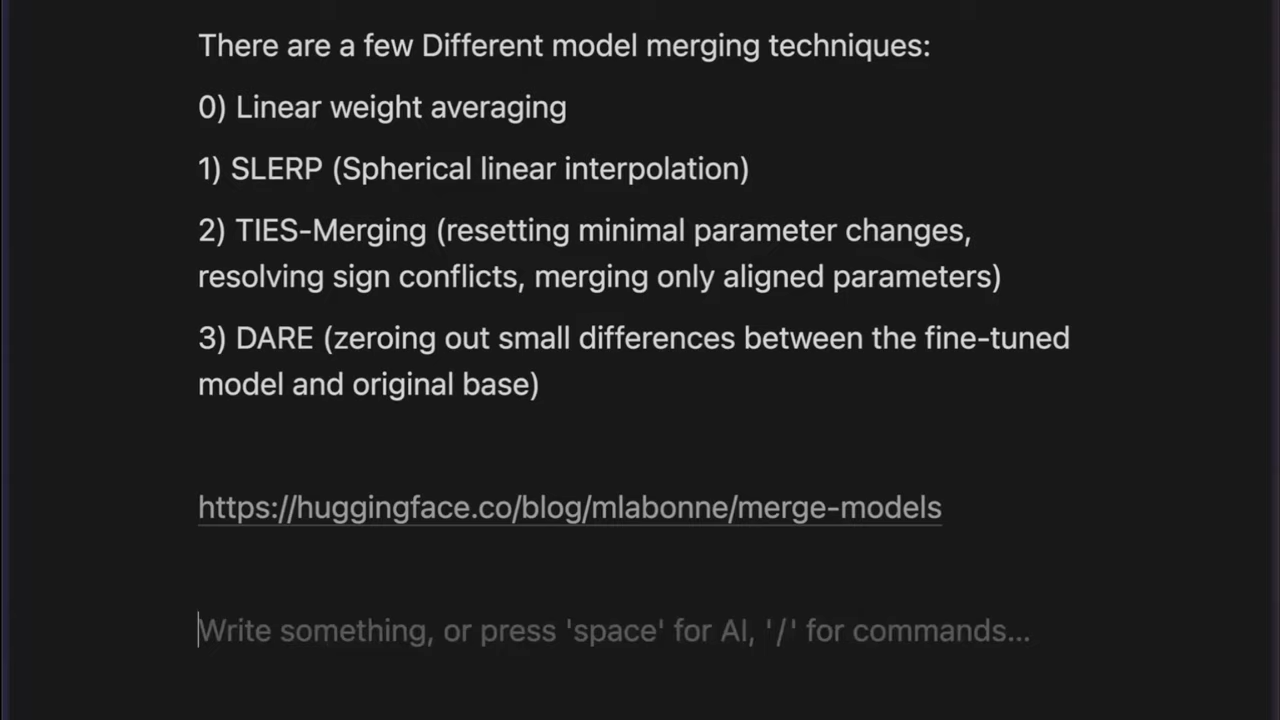 There are a few Different model merging techniques:
0) Linear weight averaging
1) SLERP (Spherical linear interpolation)
2) TIES-Merging (resetting minimal parameter changes,
resolving sign conflicts, merging only aligned parameters)
3) DARE (zeroing out small differences between the fine-tuned
model and original base)
https://huggingface.co/blog/mlabonne/merge-models
Write something, or press 'space' for AI, '/' for commands...